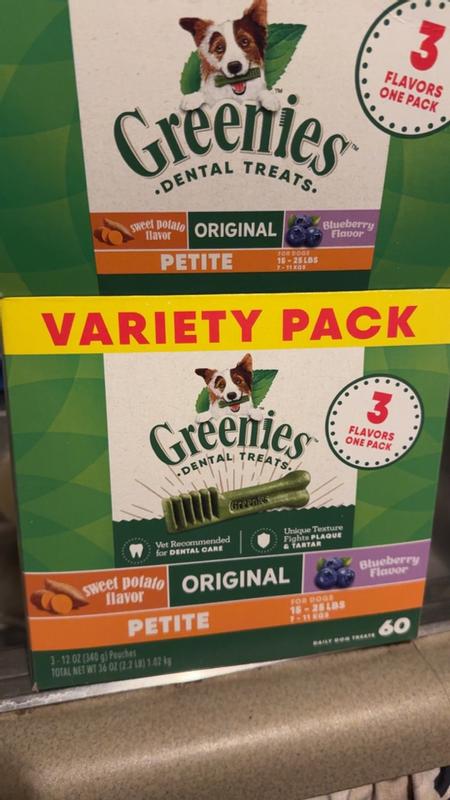 3
FLAVORS
ONE PACK
Greenies™
·DENTAL TREATS·
sweet potato
flavor
ORIGINAL
Blueberry
Flavor
PETITE
FOR DOGS
15 - 25 LBS
7 - 11 KGS
VARIETY PACK
3
FLAVORS
ONE PACK
Greenies™
·DENTAL TREATS·
Greenies
Vet Recommended
for DENTAL CARE
Unique Texture
Fights PLAQUE
& TARTAR
sweet potato
flavor
ORIGINAL
Blueberry
Flavor
PETITE
FOR DOGS
15 - 25 LBS
7 - 11 KGS
DAILY DOG TREATS 60
3 - 12 OZ (340 g) Pouches
TOTAL NET WT 36 OZ (2.2 LB) 1.02 kg